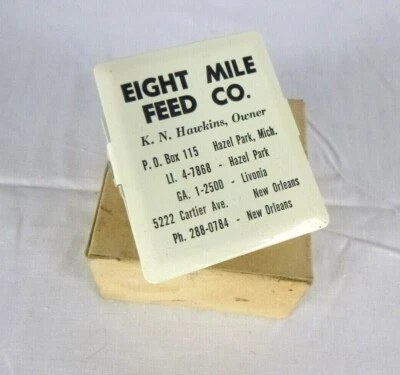 EIGHT MILE
FEED CO.
K. N. Hawkins, Owner
P.O. Box 115 Hazel Park, Mich.
LI. 4-7868 - Hazel Park
GA. 1-2500 - Livonia
5222 Cartier Ave. New Orleans
Ph. 288-0784 - New Orleans